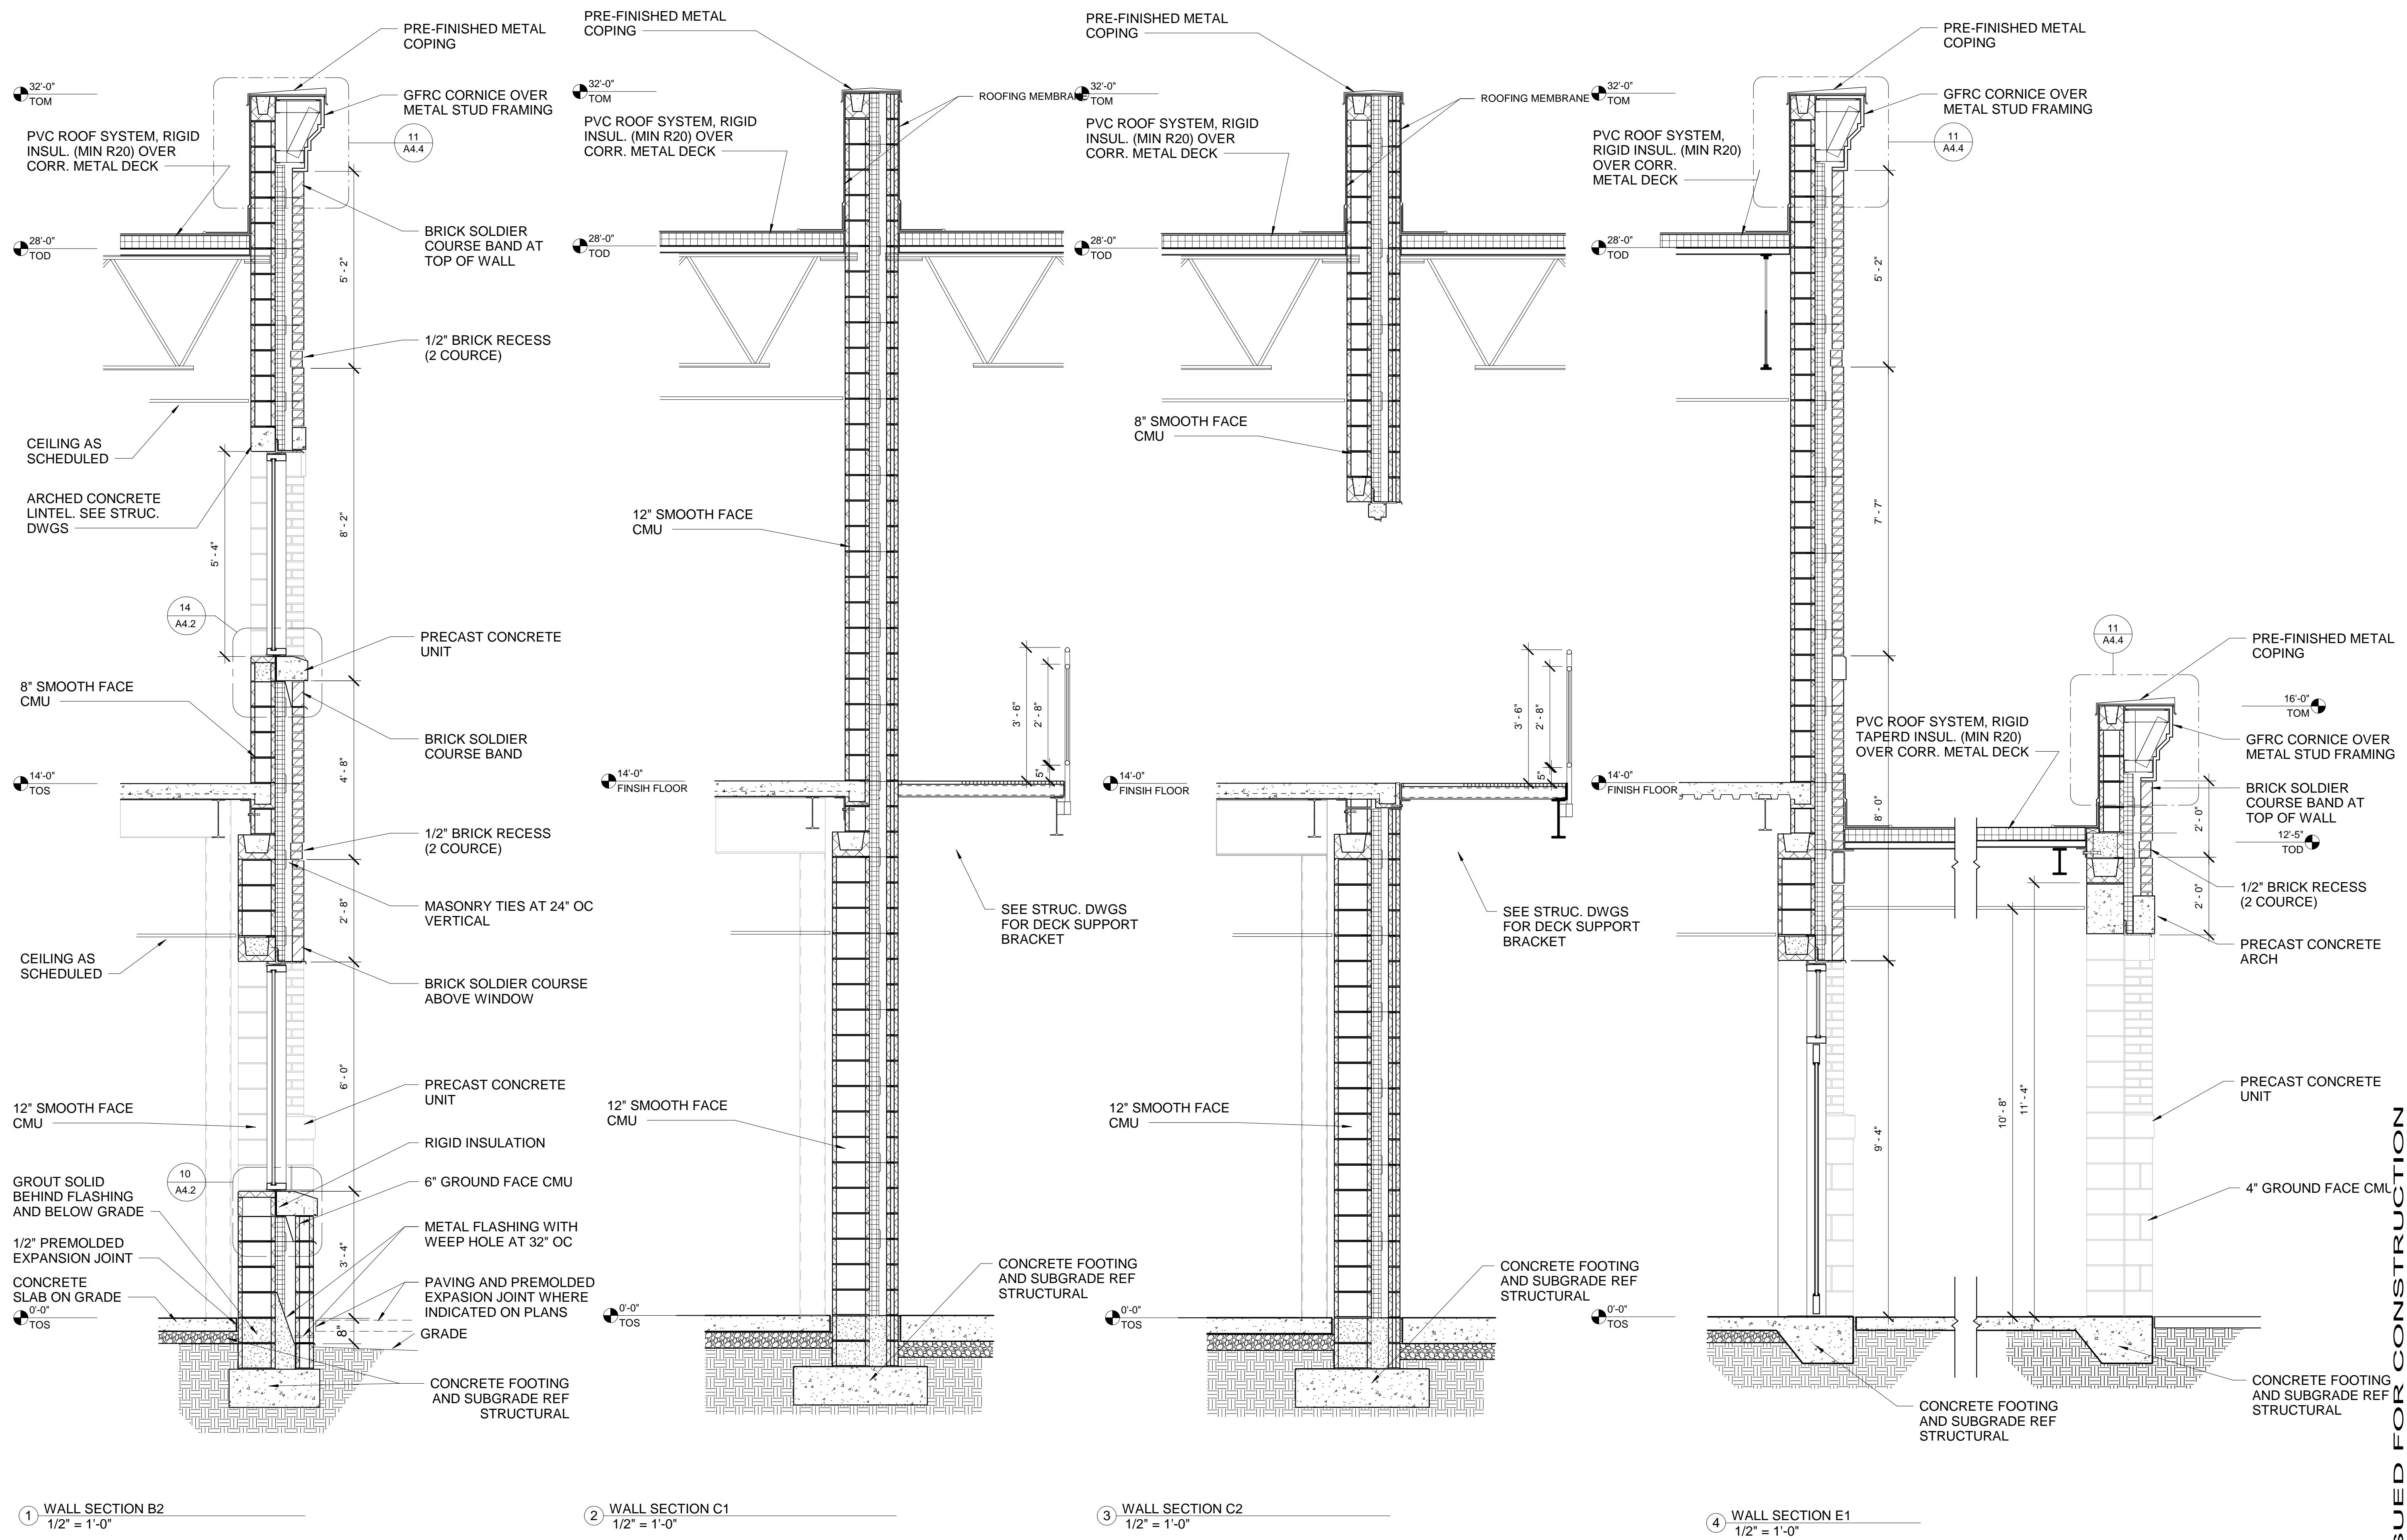 PRE-FINISHED METAL
COPING
32'-0"
TOM
GFRC CORNICE OVER
METAL STUD FRAMING
11
A4.4
PVC ROOF SYSTEM, RIGID
INSUL. (MIN R20) OVER
CORR. METAL DECK
BRICK SOLDIER
COURSE BAND AT
TOP OF WALL
28'-0"
TOD
5' - 2"
1/2" BRICK RECESS
(2 COURCE)
CEILING AS
SCHEDULED
ARCHED CONCRETE
LINTEL. SEE STRUC.
DWGS
8' - 2"
5' - 4"
14
A4.2
PRECAST CONCRETE
UNIT
8" SMOOTH FACE
CMU
BRICK SOLDIER
COURSE BAND
14'-0"
TOS
4' - 8"
1/2" BRICK RECESS
(2 COURCE)
MASONRY TIES AT 24" OC
VERTICAL
2' - 8"
CEILING AS
SCHEDULED
BRICK SOLDIER COURSE
ABOVE WINDOW
6' - 0"
PRECAST CONCRETE
UNIT
12" SMOOTH FACE
CMU
RIGID INSULATION
10
A4.2
GROUT SOLID
BEHIND FLASHING
AND BELOW GRADE
6" GROUND FACE CMU
METAL FLASHING WITH
WEEP HOLE AT 32" OC
1/2" PREMOLDED
EXPANSION JOINT
3' - 4"
CONCRETE
SLAB ON GRADE
PAVING AND PREMOLDED
EXPASION JOINT WHERE
INDICATED ON PLANS
0'-0"
TOS
8"
GRADE
CONCRETE FOOTING
AND SUBGRADE REF
STRUCTURAL
1
WALL SECTION B2
1/2" = 1'-0"
PRE-FINISHED METAL
COPING
32'-0"
TOM
ROOFING MEMBRANE
PVC ROOF SYSTEM, RIGID
INSUL. (MIN R20) OVER
CORR. METAL DECK
28'-0"
TOD
12" SMOOTH FACE
CMU
3' - 6"
2' - 8"
5"
14'-0"
FINSIH FLOOR
SEE STRUC. DWGS
FOR DECK SUPPORT
BRACKET
12" SMOOTH FACE
CMU
CONCRETE FOOTING
AND SUBGRADE REF
STRUCTURAL
0'-0"
TOS
2
WALL SECTION C1
1/2" = 1'-0"
PRE-FINISHED METAL
COPING
32'-0"
TOM
ROOFING MEMBRANE
PVC ROOF SYSTEM, RIGID
INSUL. (MIN R20) OVER
CORR. METAL DECK
28'-0"
TOD
8" SMOOTH FACE
CMU
3' - 6"
2' - 8"
5"
14'-0"
FINSIH FLOOR
SEE STRUC. DWGS
FOR DECK SUPPORT
BRACKET
12" SMOOTH FACE
CMU
CONCRETE FOOTING
AND SUBGRADE REF
STRUCTURAL
0'-0"
TOS
3
WALL SECTION C2
1/2" = 1'-0"
PRE-FINISHED METAL
COPING
32'-0"
TOM
GFRC CORNICE OVER
METAL STUD FRAMING
11
A4.4
PVC ROOF SYSTEM,
RIGID INSUL. (MIN R20)
OVER CORR.
METAL DECK
28'-0"
TOD
5' - 2"
7' - 7"
11
A4.4
PRE-FINISHED METAL
COPING
16'-0"
TOM
PVC ROOF SYSTEM, RIGID
TAPERD INSUL. (MIN R20)
OVER CORR. METAL DECK
GFRC CORNICE OVER
METAL STUD FRAMING
14'-0"
FINISH FLOOR
8' - 0"
BRICK SOLDIER
COURSE BAND AT
TOP OF WALL
2' - 0"
12'-5"
TOD
1/2" BRICK RECESS
(2 COURCE)
2' - 0"
PRECAST CONCRETE
ARCH
PRECAST CONCRETE
UNIT
10' - 8"
11' - 4"
9' - 4"
4" GROUND FACE CMU
0'-0"
TOS
CONCRETE FOOTING
AND SUBGRADE REF
STRUCTURAL
CONCRETE FOOTING
AND SUBGRADE REF
STRUCTURAL
4
WALL SECTION E1
1/2" = 1'-0"
UED FOR CONSTRUCTION